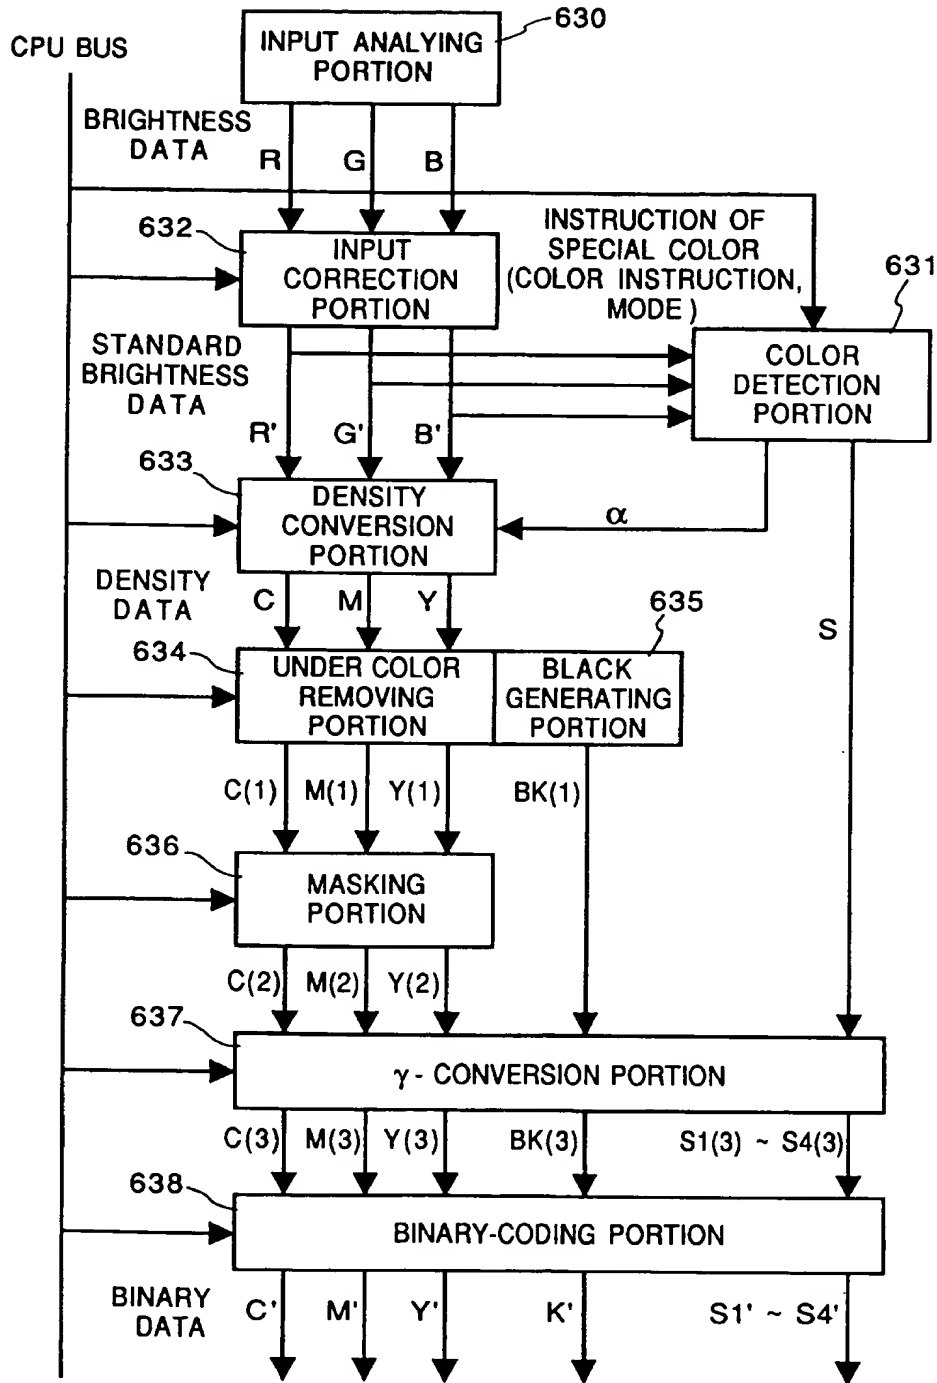 630
INPUT ANALYING
PORTION
CPU BUS
BRIGHTNESS
DATA
R G B
632
INPUT
CORRECTION
PORTION
INSTRUCTION OF
SPECIAL COLOR
(COLOR INSTRUCTION,
MODE)
631
COLOR
DETECTION
PORTION
STANDARD
BRIGHTNESS
DATA
R' G' B'
633
DENSITY
CONVERSION
PORTION
α
DENSITY
DATA
C M Y
S
634
UNDER COLOR
REMOVING
PORTION
635
BLACK
GENERATING
PORTION
C(1) M(1) Y(1) BK(1)
636
MASKING
PORTION
C(2) M(2) Y(2)
637
γ- CONVERSION PORTION
C(3) M(3) Y(3) BK(3) S1(3) ~ S4(3)
638
BINARY-CODING PORTION
BINARY
DATA
C' M' Y' K' S1' ~ S4'